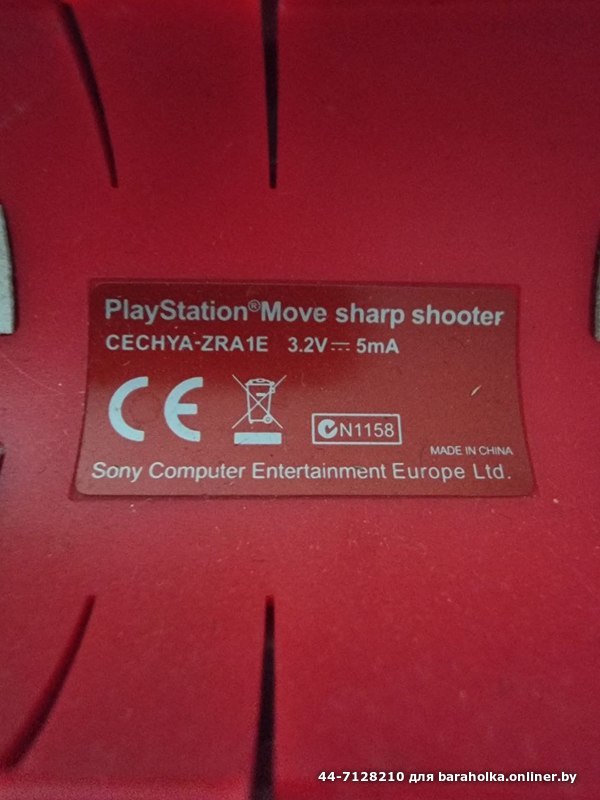 PlayStation®Move sharp shooter
CECHYA-ZRA1E 3.2V⎓5mA
CE
N1158
MADE IN CHINA
Sony Computer Entertainment Europe Ltd.
44-7128210 для baraholka.onliner.by